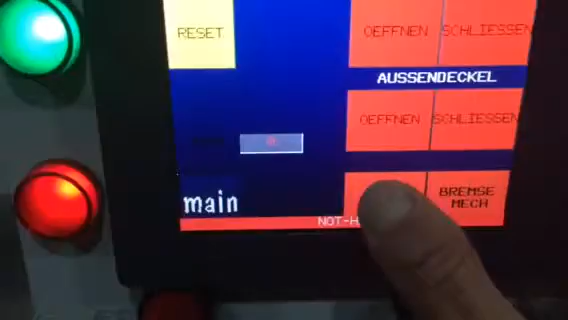 RESET
OEFFNEN
SCHLIESSEN
AUSSENDECKEL
OEFFNEN
SCHLIESSEN
BREMSE
MECH
main
NOT-H